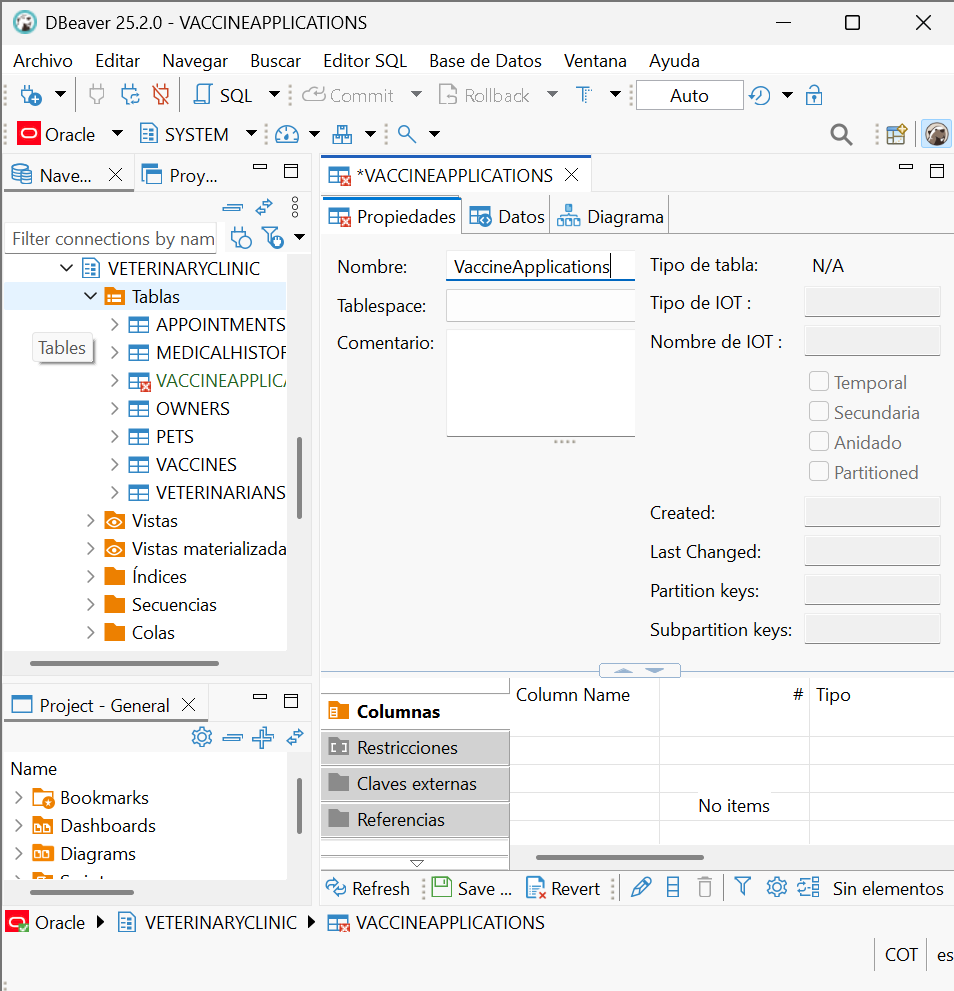 DBeaver 25.2.0 - VACCINEAPPLICATIONS
Archivo Editar Navegar Buscar Editor SQL Base de Datos Ventana Ayuda
SQL Commit Rollback T Auto
Oracle SYSTEM
Nave... Proy...
Filter connections by nam
VETERINARYCLINIC
Tablas
APPOINTMENTS
MEDICALHISTOR
VACCINEAPPLICA
OWNERS
PETS
VACCINES
VETERINARIANS
Vistas
Vistas materializada
Índices
Secuencias
Colas
Tables
Project - General
Name
Bookmarks
Dashboards
Diagrams
*VACCINEAPPLICATIONS
Propiedades Datos Diagrama
Nombre: VaccineApplications
Tablespace:
Comentario:
Tipo de tabla: N/A
Tipo de IOT :
Nombre de IOT :
Temporal
Secundaria
Anidado
Partitioned
Created:
Last Changed:
Partition keys:
Subpartition keys:
Columnas
Restricciones
Claves externas
Referencias
Column Name # Tipo
No items
Refresh Save ... Revert Sin elementos
Oracle VETERINARYCLINIC VACCINEAPPLICATIONS
COT es